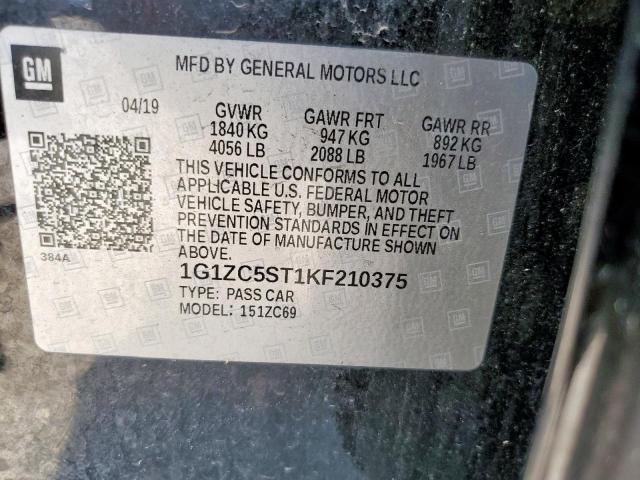 GM
MFD BY GENERAL MOTORS LLC
04/19
GVWR GAWR FRT GAWR RR
1840 KG 947 KG 892 KG
4056 LB 2088 LB 1967 LB
THIS VEHICLE CONFORMS TO ALL
APPLICABLE U.S. FEDERAL MOTOR
VEHICLE SAFETY, BUMPER, AND THEFT
PREVENTION STANDARDS IN EFFECT ON
THE DATE OF MANUFACTURE SHOWN
ABOVE.
384A
1G1ZC5ST1KF210375
TYPE: PASS CAR
MODEL: 151ZC69